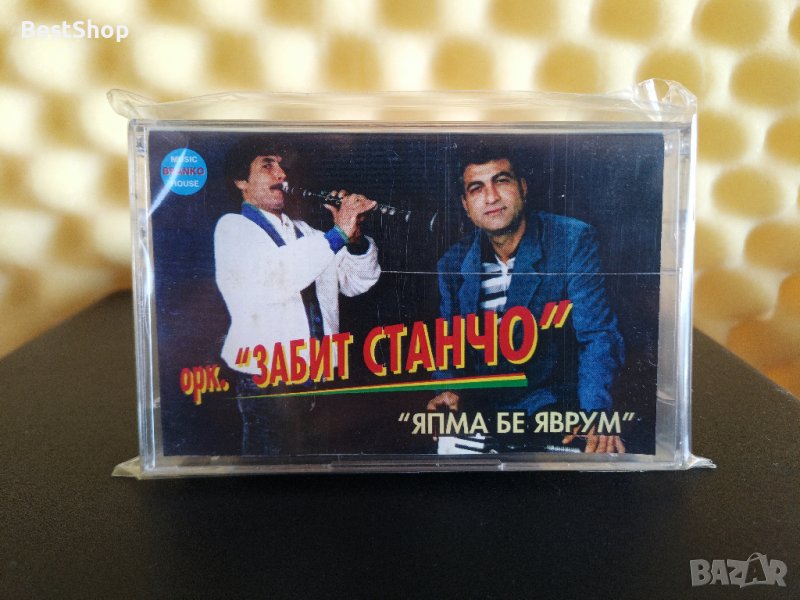 BestShop
MUSIC
BRANKO
HOUSE
орк. "ЗАБИТ СТАНЧО"
"ЯПМА БЕ ЯВРУМ"
BAZAR